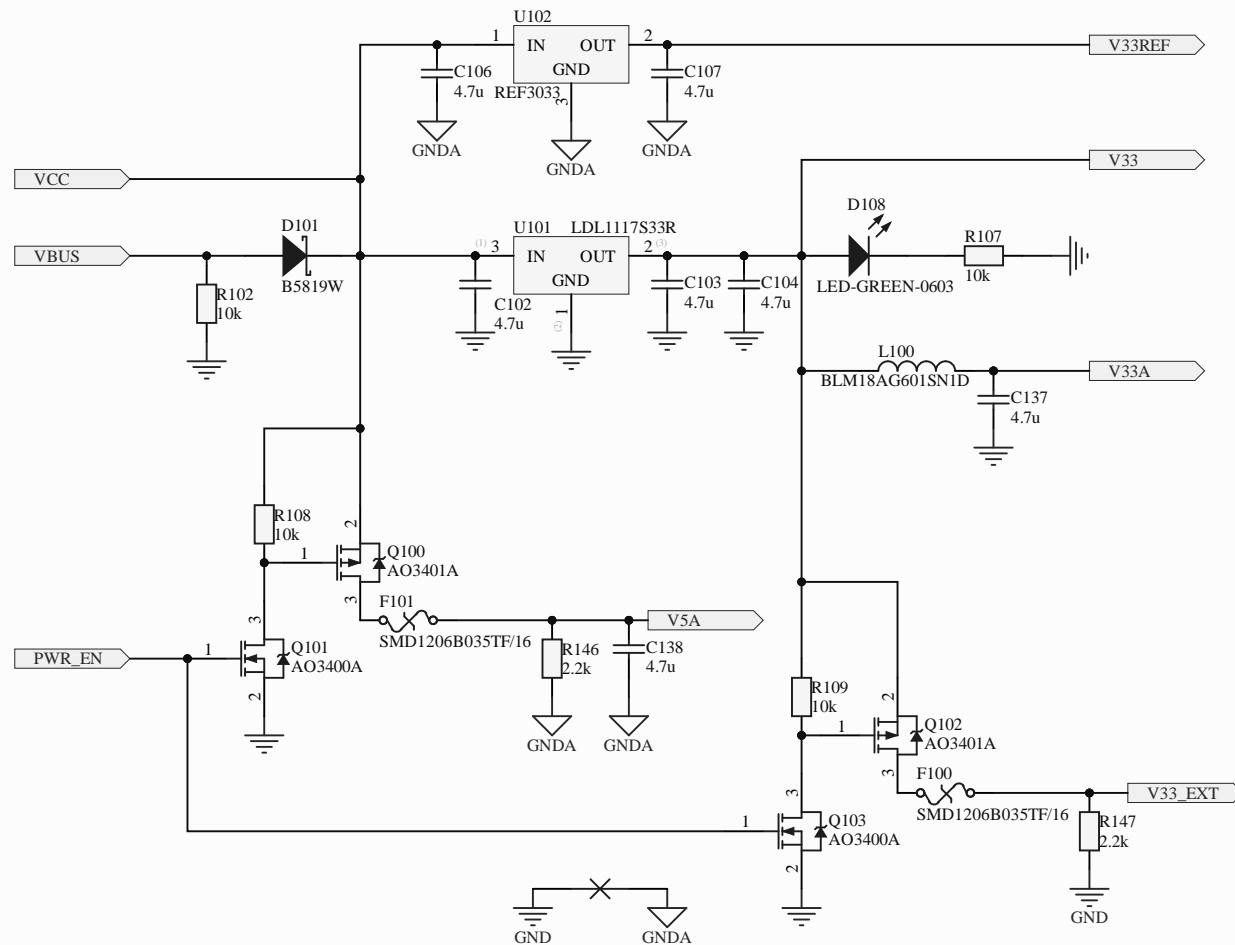 U102
1
IN
OUT
2
V33REF
GND
C106
4.7u
REF3033
3
C107
4.7u
GNDA
GNDA
GNDA
V33
VCC
D101
VBUS
B5819W
U101
LDL1117S33R
(1)
3
IN
OUT
2
(3)
GND
D108
R107
10k
LED-GREEN-0603
R102
10k
C102
4.7u
(2)
1
C103
4.7u
C104
4.7u
L100
BLM18AG601SN1D
V33A
C137
4.7u
R108
10k
2
1
Q100
AO3401A
3
F101
SMD1206B035TF/16
V5A
3
PWR_EN
1
Q101
AO3400A
2
R146
2.2k
C138
4.7u
GNDA
GNDA
R109
10k
2
1
Q102
AO3401A
3
F100
SMD1206B035TF/16
V33_EXT
3
1
Q103
AO3400A
2
R147
2.2k
GND
GND
GNDA